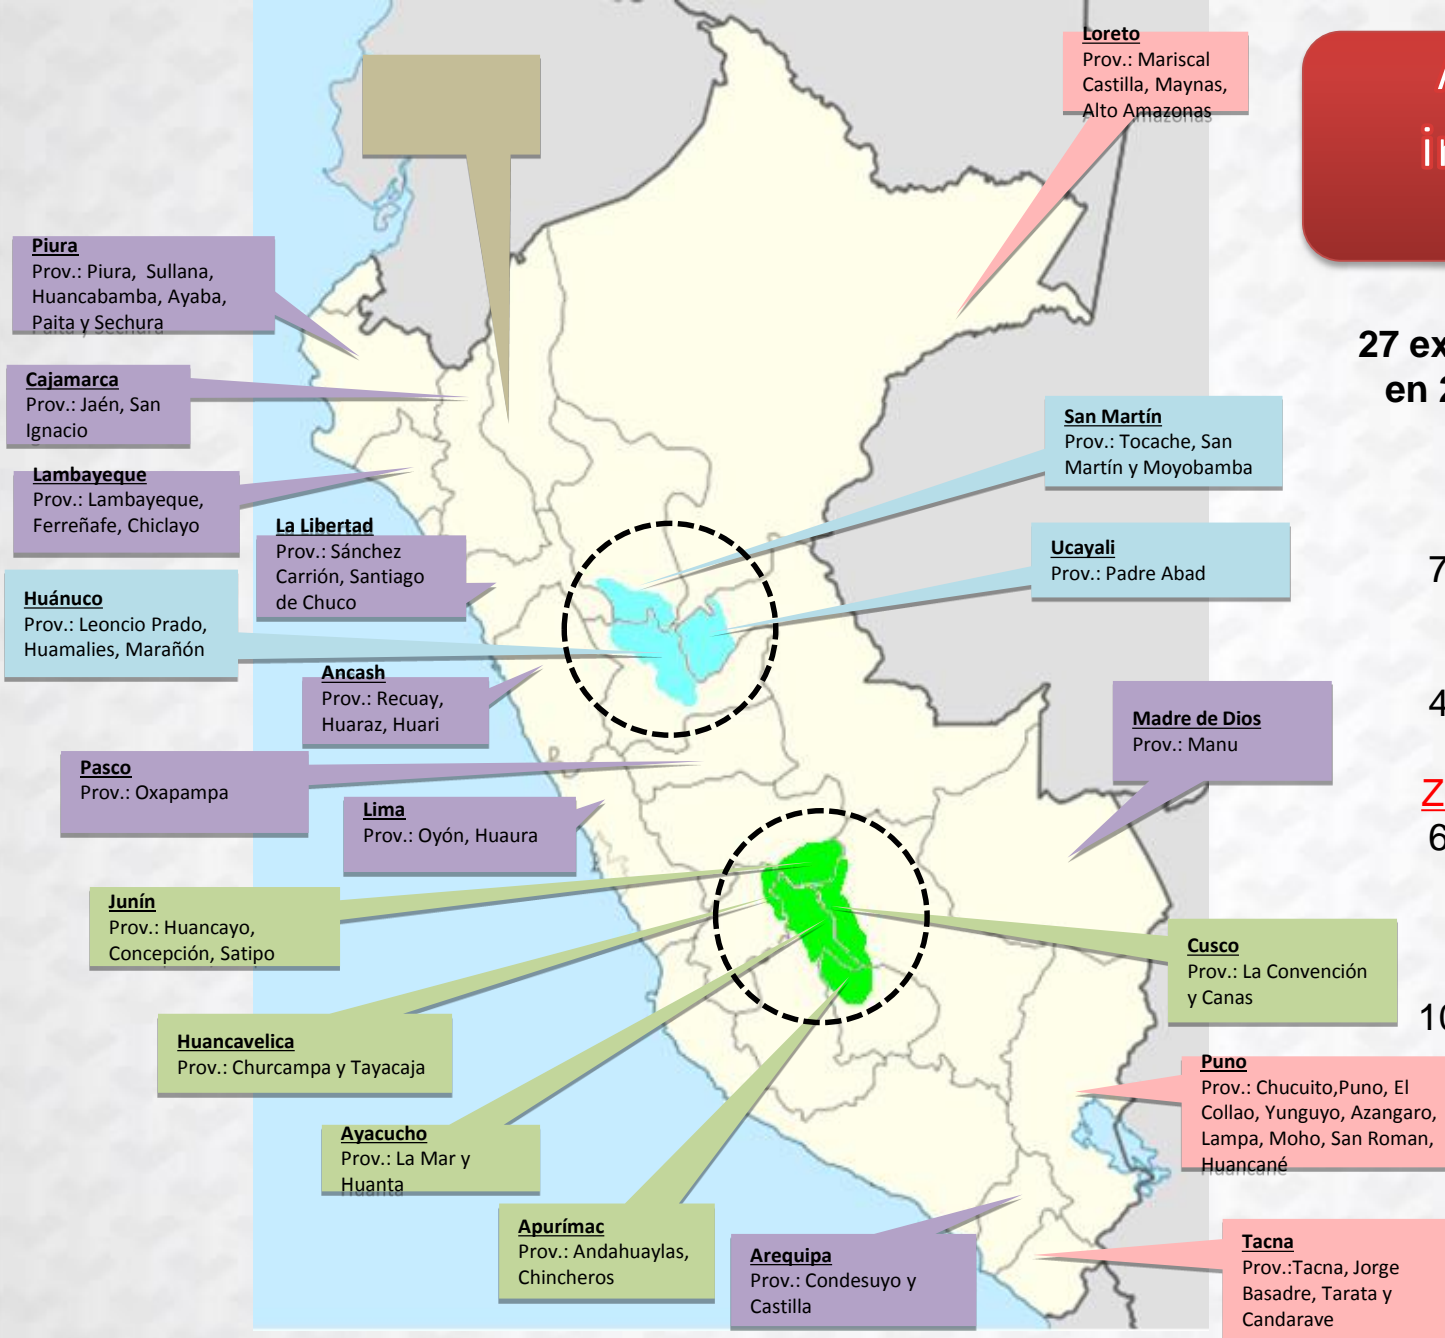 Loreto
Prov.: Mariscal
Castilla, Maynas,
Alto Amazonas
Piura
Prov.: Piura, Sullana,
Huancabamba, Ayaba,
Paita y Sechura
Cajamarca
Prov.: Jaén, San
Ignacio
Lambayeque
Prov.: Lambayeque,
Ferreñafe, Chiclayo
La Libertad
Prov.: Sánchez
Carrión, Santiago
de Chuco
Huánuco
Prov.: Leoncio Prado,
Huamalies, Marañón
Ancash
Prov.: Recuay,
Huaraz, Huari
Pasco
Prov.: Oxapampa
Lima
Prov.: Oyón, Huaura
Junín
Prov.: Huancayo,
Concepción, Satipo
Huancavelica
Prov.: Churcampa y Tayacaja
Ayacucho
Prov.: La Mar y
Huanta
Apurímac
Prov.: Andahuaylas,
Chincheros
Arequipa
Prov.: Condesuyo y
Castilla
San Martín
Prov.: Tocache, San
Martín y Moyobamba
Ucayali
Prov.: Padre Abad
Madre de Dios
Prov.: Manu
Cusco
Prov.: La Convención
y Canas
Puno
Prov.: Chucuito,Puno, El
Collao, Yunguyo, Azangaro,
Lampa, Moho, San Roman,
Huancané
Tacna
Prov.:Tacna, Jorge
Basadre, Tarata y
Candarave
27 ex
en 2
7
4
Z
6
10